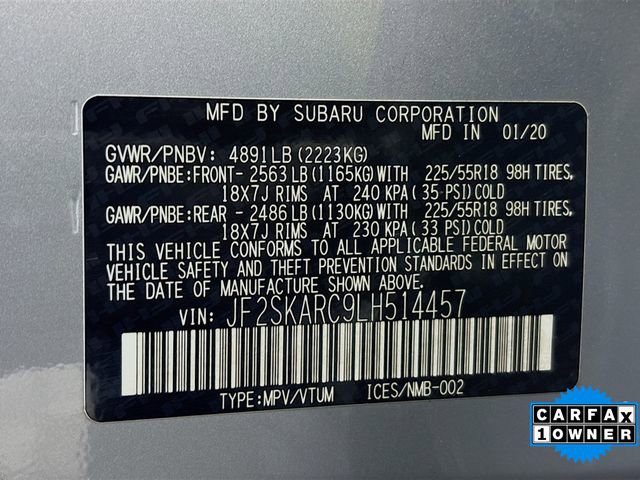 MFD BY SUBARU CORPORATION
MFD IN 01/20
GVWR/PNBV: 4891LB (2223KG)
GAWR/PNBE:FRONT- 2563 LB (1165KG) WITH 225/55R18 98H TIRES,
18X7J RIMS AT 240 KPA (35 PSI) COLD
GAWR/PNBE:REAR - 2486 LB (1130KG) WITH 225/55R18 98H TIRES,
18X7J RIMS AT 230 KPA (33 PSI) COLD
THIS VEHICLE CONFORMS TO ALL APPLICABLE FEDERAL MOTOR
VEHICLE SAFETY AND THEFT PREVENTION STANDARDS IN EFFECT ON
THE DATE OF MANUFACTURE SHOWN ABOVE.
VIN: JF2SKARC9LH514457
TYPE:MPV/VTUM ICES/NMB-002
CARFAX
1 OWNER